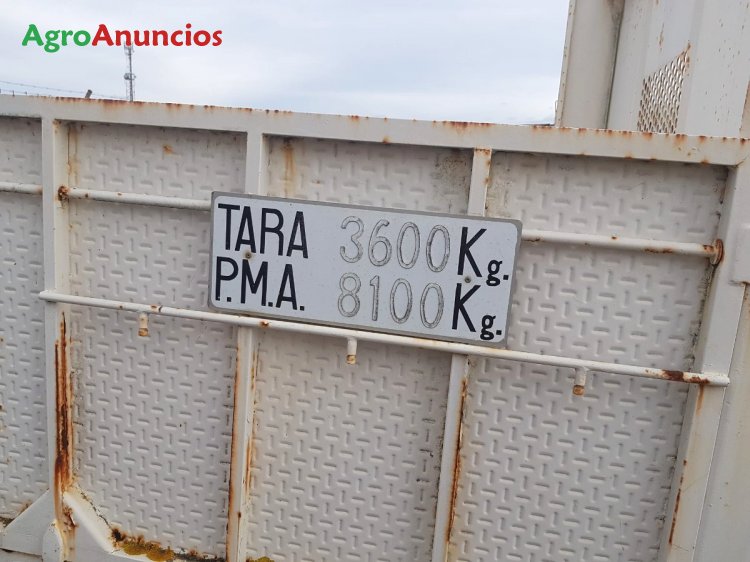 AgroAnuncios
TARA 3600 Kg.
P.M.A. 8100 Kg.